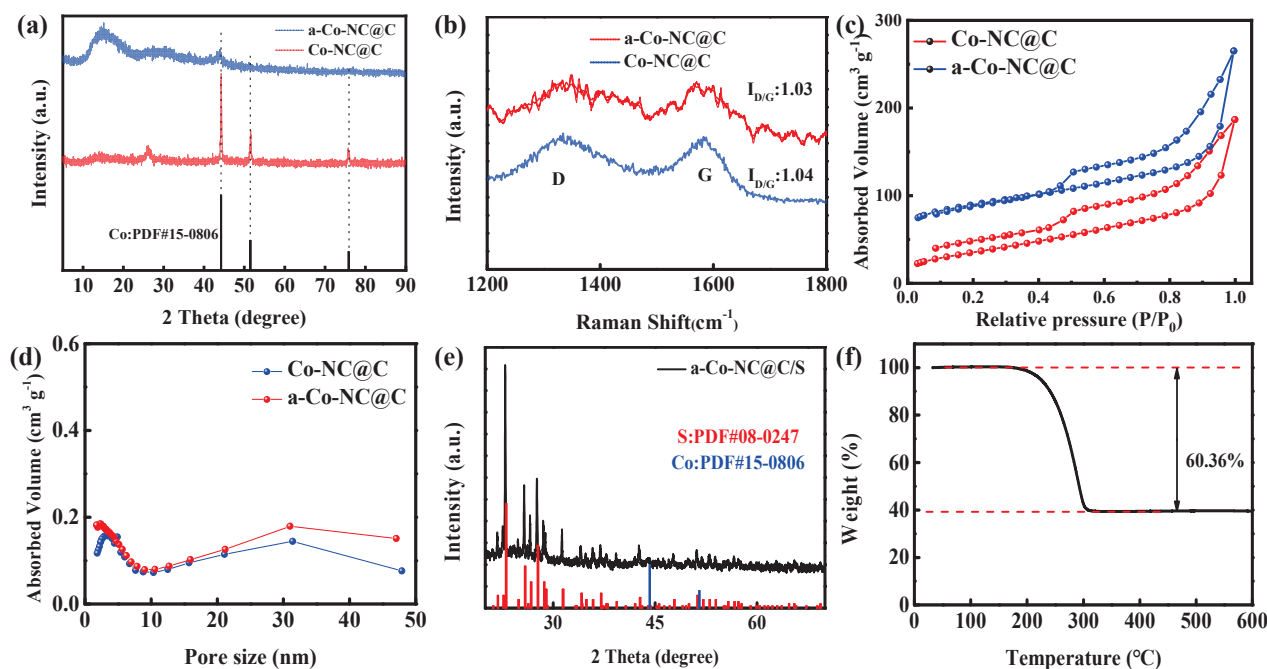 (a)
a-Co-NC@C
Co-NC@C
Intensity (a.u.)
Co:PDF#15-0806
10 20 30 40 50 60 70 80 90
2 Theta (degree)
(b)
a-Co-NC@C
Co-NC@C
I_D/G:1.03
I_D/G:1.04
D
G
Intensity (a.u.)
1200 1400 1600 1800
Raman Shift(cm⁻¹)
(c)
Co-NC@C
a-Co-NC@C
Absorbed Volume (cm³ g⁻¹)
300
200
100
0
0.0 0.2 0.4 0.6 0.8 1.0
Relative pressure (P/P₀)
(d)
Co-NC@C
a-Co-NC@C
Absorbed Volume (cm³ g⁻¹)
0.6
0.4
0.2
0.0
0 10 20 30 40 50
Pore size (nm)
(e)
a-Co-NC@C/S
S:PDF#08-0247
Co:PDF#15-0806
Intensity (a.u.)
30 45 60
2 Theta (degree)
(f)
Weight (%)
100
80
60
40
20
0
60.36%
0 100 200 300 400 500 600
Temperature (℃)